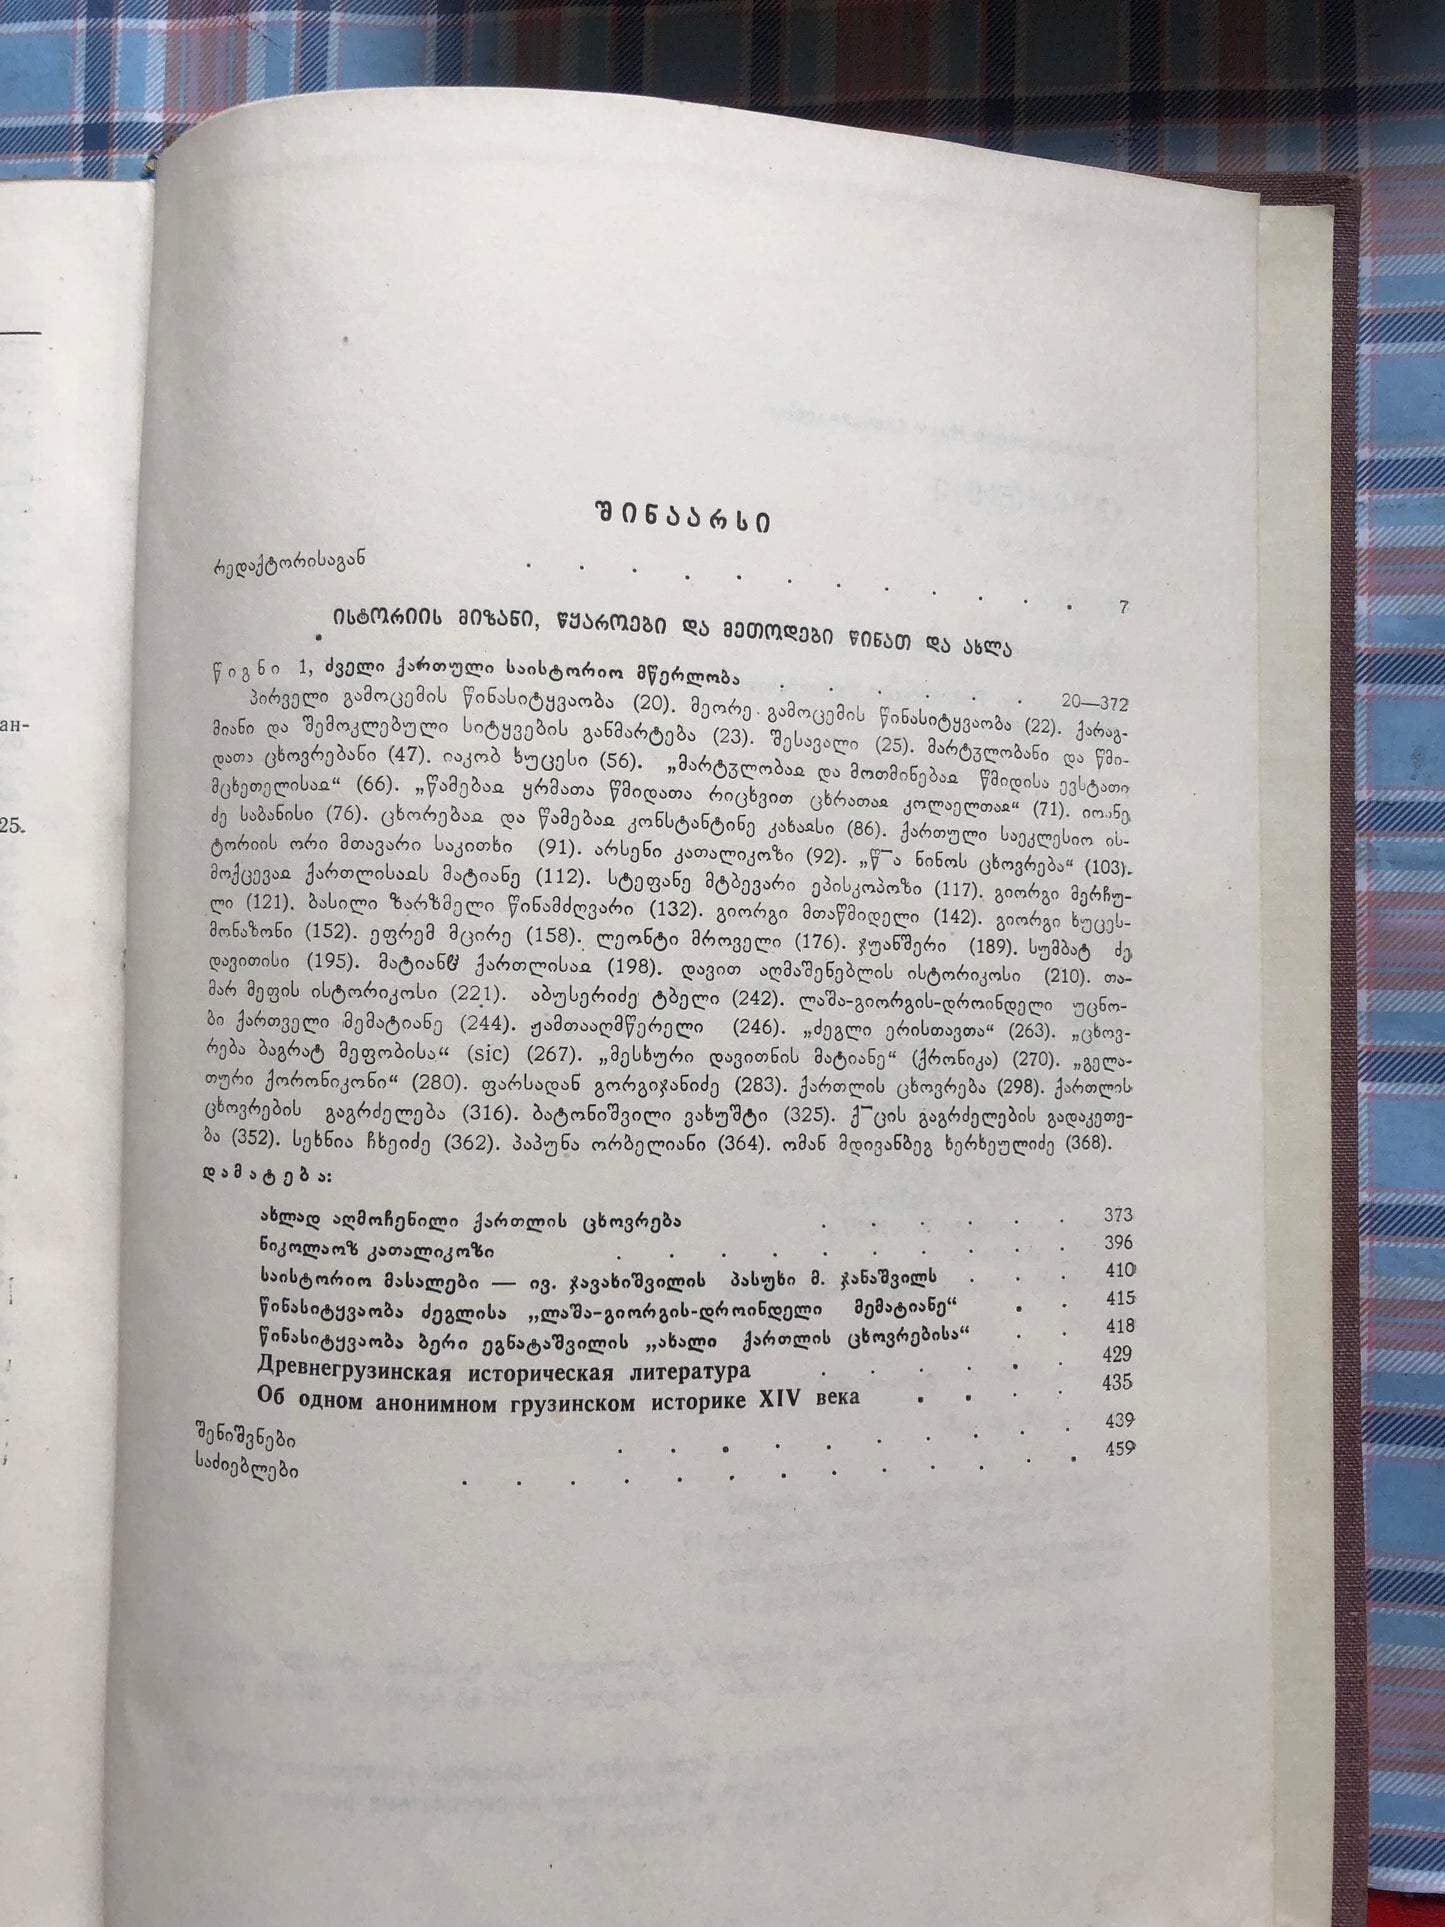 ან-
25.
შინაარსი
რედაქტორისაგან . . . . . . . . . . . 7
ისტორიის მიზანი, წყაროები და მეთოდები წინათ და ახლა
წიგნი 1, ძველი ქართული საისტორიო მწერლობა . . . . . 20—372
პირველი გამოცემის წინასიტყვაობა (20). მეორე გამოცემის წინასიტყვაობა (22). ქარაგ-
მიანი და შემოკლებული სიტყვების განმარტება (23). შესავალი (25). მარტჳლობანი და წმი-
დათა ცხოვრებანი (47). იაკობ ხუცესი (56). „მარტჳლობაჲ და მოთმინებაჲ წმიდისა ევსტათი
მცხეთელისაჲ“ (66). „წამებაჲ ყრმათა წმიდათა რიცხვით ცხრათაჲ კოლაელთაჲ“ (71). იოანე
ძე საბანისი (76). ცხორებაჲ და წამებაჲ კონსტანტინე კახაჲსი (86). ქართული საეკლესიო ის-
ტორიის ორი მთავარი საკითხი (91). არსენი კათალიკოზი (92). „წ‾ა ნინოს ცხოვრება“ (103).
მოქცევაჲ ქართლისაჲს მატიანე (112). სტეფანე მტბევარი ეპისკოპოზი (117). გიორგი მერჩუ-
ლი (121). ბასილი ზარზმელი წინამძღვარი (132). გიორგი მთაწმიდელი (142). გიორგი ხუცეს-
მონაზონი (152). ეფრემ მცირე (158). ლეონტი მროველი (176). ჯუანშერი (189). სუმბატ ძე
დავითისი (195). მატიანჱ ქართლისაჲ (198). დავით აღმაშენებლის ისტორიკოსი (210). თა-
მარ მეფის ისტორიკოსი (221). აბუსერიძე ტბელი (242). ლაშა-გიორგის-დროინდელი უცნო-
ბი ქართველი მემატიანე (244). ჟამთააღმწერელი (246). „ძეგლი ერისთავთა“ (263). „ცხოვ-
რება ბაგრატ მეფობისა“ (sic) (267). „მესხური დავითნის მატიანე“ (ქრონიკა) (270). „გელა-
თური ქორონიკონი“ (280). ფარსადან გორგიჯანიძე (283). ქართლის ცხოვრება (298). ქართლის
ცხოვრების გაგრძელება (316). ბატონიშვილი ვახუშტი (325). ქ‾ცის გაგრძელების გადაკეთე-
ბა (352). სეხნია ჩხეიძე (362). პაპუნა ორბელიანი (364). ომან მდივანბეგ ხერხეულიძე (368).
დამატება:
ახლად აღმოჩენილი ქართლის ცხოვრება . . . . . . 373
ნიკოლაოზ კათალიკოზი . . . . . . . . . 396
საისტორიო მასალები — ივ. ჯავახიშვილის პასუხი მ. ჯანაშვილს . . . 410
წინასიტყვაობა ძეგლისა „ლაშა-გიორგის-დროინდელი მემატიანე“ . . 415
წინასიტყვაობა ბერი ეგნატაშვილის „ახალი ქართლის ცხოვრებისა“ . . 418
Древнегрузинская историческая литература . . . . . . 429
Об одном анонимном грузинском историке XIV века . . . . 435
შენიშვნები . . . . . . . . . 439
საძიებლები . . . . . . . . . . . . 459